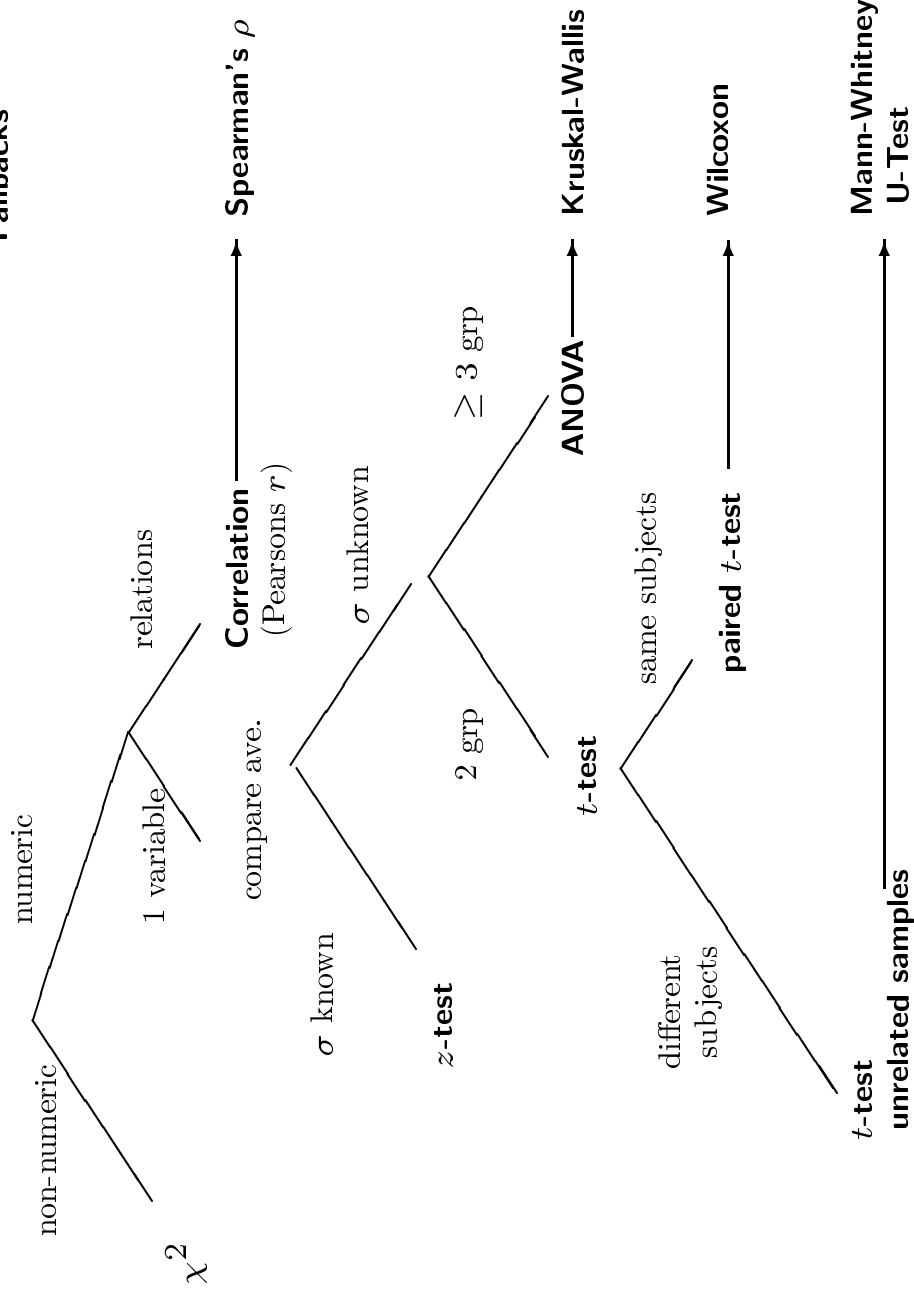 Fallbacks
numeric
non-numeric
relations
1 variable
χ²
Correlation
(Pearsons r)
Spearman's ρ
compare ave.
σ unknown
σ known
z-test
≥ 3 grp
2 grp
ANOVA
Kruskal-Wallis
t-test
same subjects
different
subjects
paired t-test
Wilcoxon
t-test
unrelated samples
Mann-Whitney
U-Test